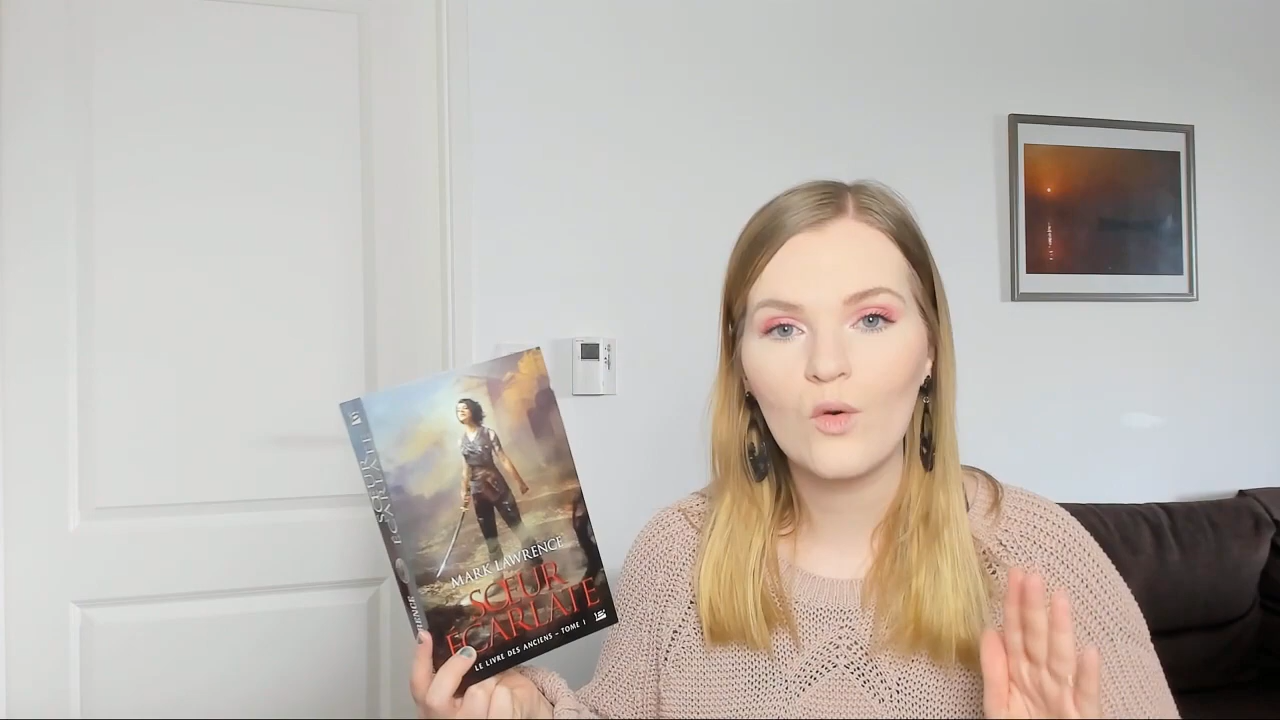 MARK LAWRENCE
SŒUR
ÉCARLATE
LE LIVRE DES ANCIENS – TOME 1
SŒUR
ÉCARLATE